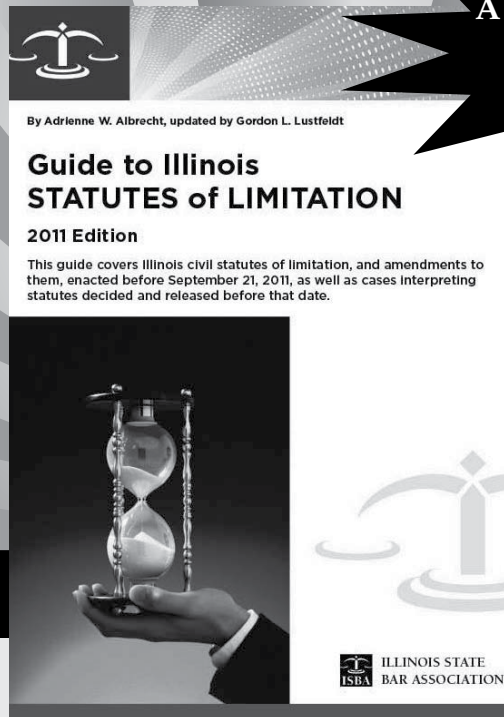 A
By Adrienne W. Albrecht, updated by Gordon L. Lustfeldt
Guide to Illinois
STATUTES of LIMITATION
2011 Edition
This guide covers Illinois civil statutes of limitation, and amendments to
them, enacted before September 21, 2011, as well as cases interpreting
statutes decided and released before that date.
ISBA
ILLINOIS STATE
BAR ASSOCIATION